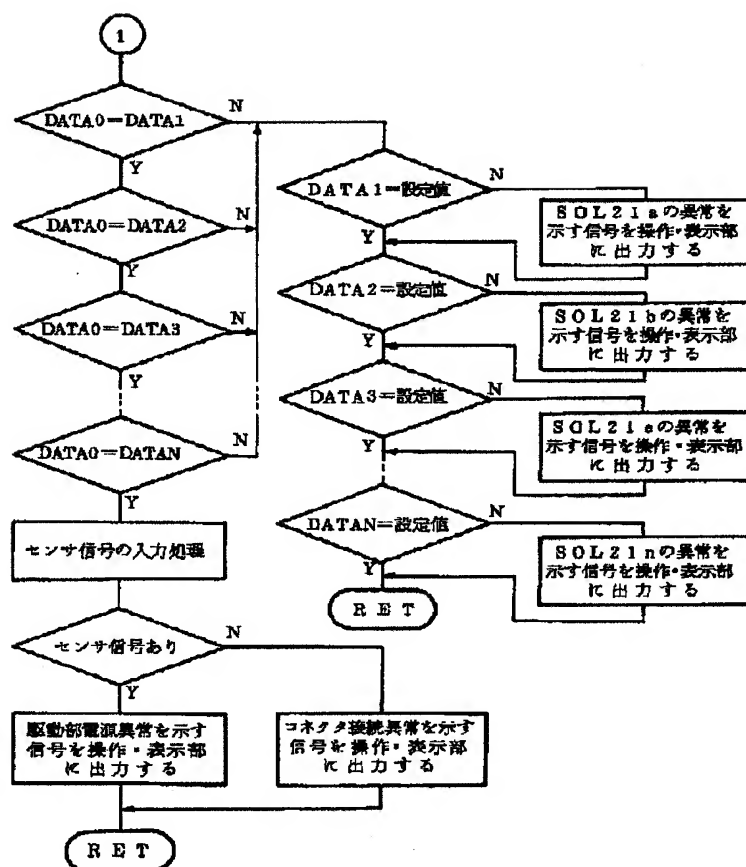 1
DATA0=DATA1
N
Y
DATA0=DATA2
N
Y
DATA0=DATA3
N
Y
DATA0=DATAN
N
Y
センサ信号の入力処理
センサ信号あり
N
Y
駆動部電源異常を示す
信号を操作・表示部
に出力する
コネクタ接続異常を示す
信号を操作・表示部
に出力する
RET
DATA1=設定値
N
Y
SOL21aの異常を
示す信号を操作・表示部
に出力する
DATA2=設定値
N
Y
SOL21bの異常を
示す信号を操作・表示部
に出力する
DATA3=設定値
N
Y
SOL21cの異常を
示す信号を操作・表示部
に出力する
DATAN=設定値
N
Y
SOL21nの異常を
示す信号を操作・表示部
に出力する
RET